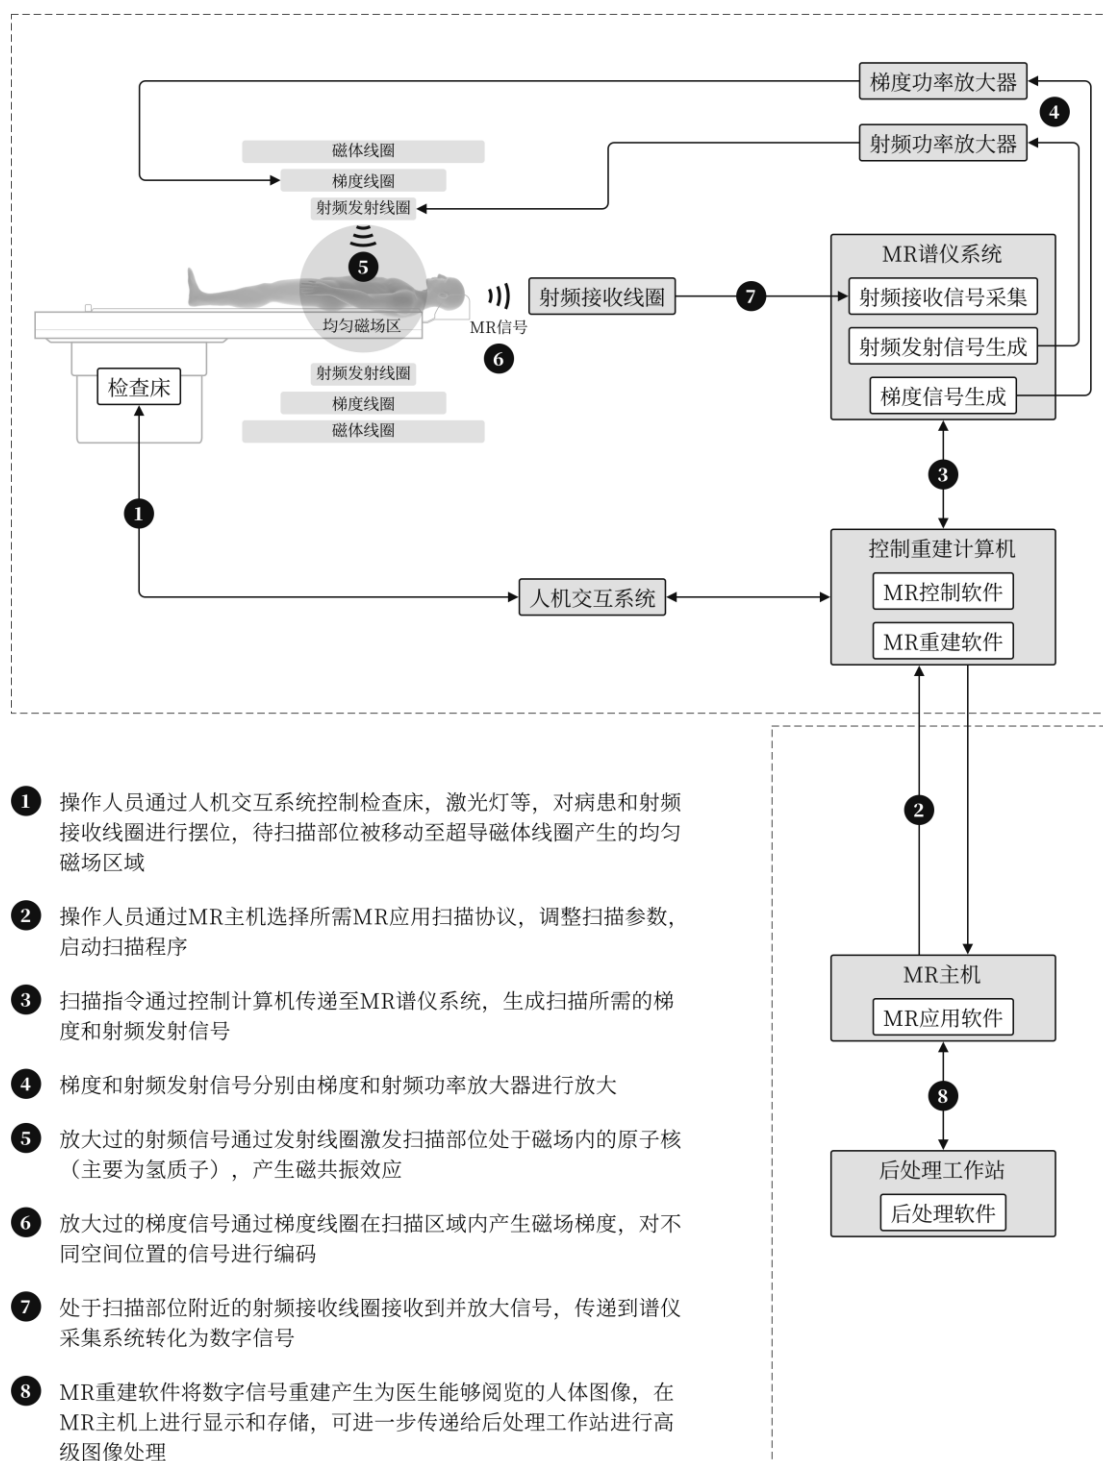 梯度功率放大器
4
射频功率放大器
磁体线圈
梯度线圈
射频发射线圈
5
均匀磁场区
MR信号
6
射频接收线圈
7
MR谱仪系统
射频接收信号采集
射频发射信号生成
梯度信号生成
射频发射线圈
梯度线圈
磁体线圈
检查床
3
1
控制重建计算机
MR控制软件
MR重建软件
人机交互系统
2
MR主机
MR应用软件
8
后处理工作站
后处理软件
1 操作人员通过人机交互系统控制检查床，激光灯等，对病患和射频
接收线圈进行摆位，待扫描部位被移动至超导磁体线圈产生的均匀
磁场区域
2 操作人员通过MR主机选择所需MR应用扫描协议，调整扫描参数，
启动扫描程序
3 扫描指令通过控制计算机传递至MR谱仪系统，生成扫描所需的梯
度和射频发射信号
4 梯度和射频发射信号分别由梯度和射频功率放大器进行放大
5 放大过的射频信号通过发射线圈激发扫描部位处于磁场内的原子核
（主要为氢质子），产生磁共振效应
6 放大过的梯度信号通过梯度线圈在扫描区域内产生磁场梯度，对不
同空间位置的信号进行编码
7 处于扫描部位附近的射频接收线圈接收到并放大信号，传递到谱仪
采集系统转化为数字信号
8 MR重建软件将数字信号重建产生为医生能够阅览的人体图像，在
MR主机上进行显示和存储，可进一步传递给后处理工作站进行高
级图像处理